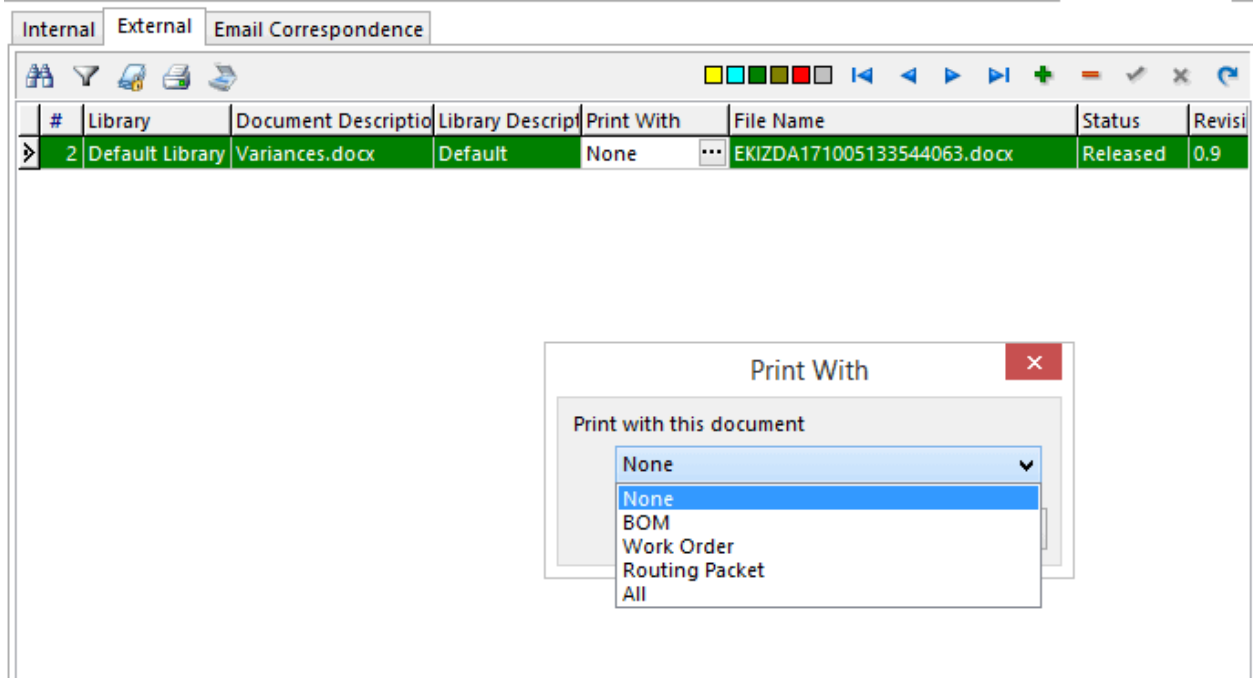 Internal External Email Correspondence
# Library Document Descriptio Library Descript Print With File Name Status Revisi
2 Default Library Variances.docx Default None ... EKIZDA171005133544063.docx Released 0.9
Print With
Print with this document
None
None
BOM
Work Order
Routing Packet
All